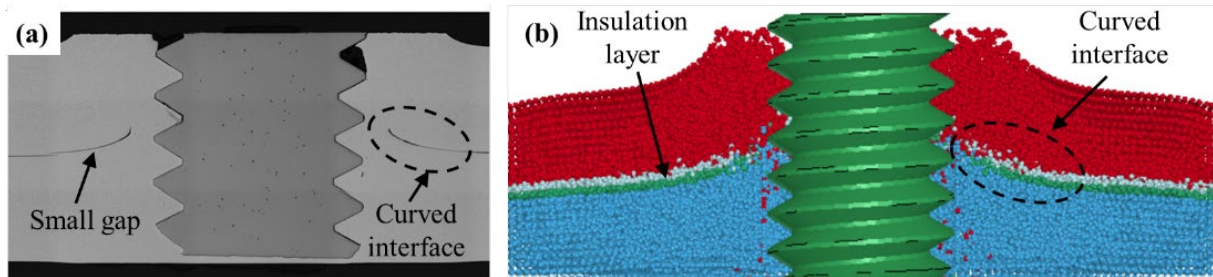 (a)
Small gap
Curved
interface
(b)
Insulation
layer
Curved
interface